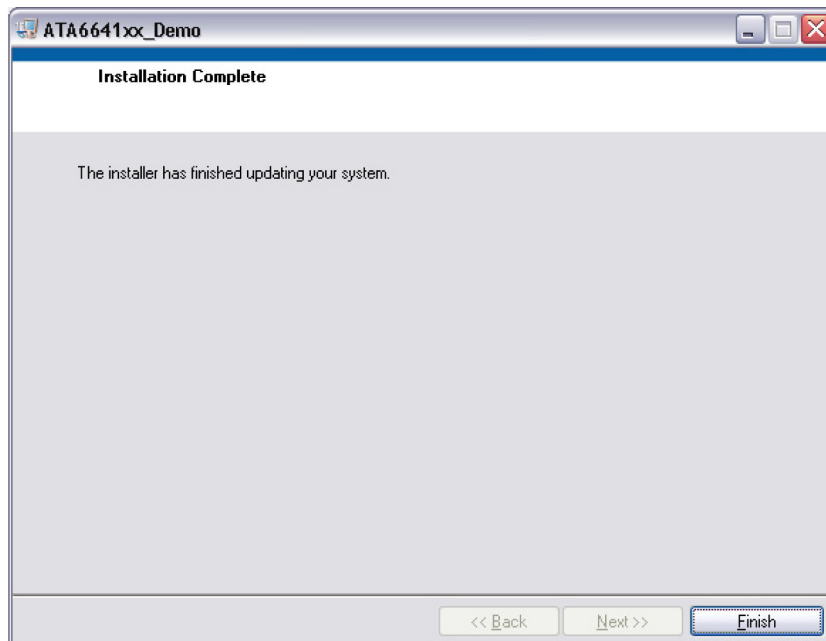 ATA6641xx_Demo
Installation Complete
The installer has finished updating your system.
<< Back Next >> Finish